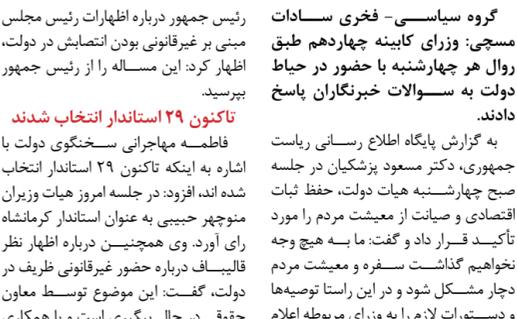 گروه سیاسی- فخری سادات
مسچی: وزرای کابینه چهاردهم طبق
روال هر چهارشنبه با حضور در حیاط
دولت به سوالات خبرنگاران پاسخ
دادند.
به گزارش پایگاه اطلاع رسانی ریاست
جمهوری، دکتر مسعود پزشکیان در جلسه
صبح چهارشنبه هیات دولت، حفظ ثبات
اقتصادی و صیانت از معیشت مردم را مورد
تأکید قرار داد و گفت: ما به هیچ وجه
نخواهیم گذاشت سفره و معیشت مردم
دچار مشکل شود و در این راستا توصیه‌ها
و دستورات لازم را به وزرای مربوطه اعلام
رئیس جمهور درباره اظهارات رئیس مجلس
مبنی بر غیرقانونی بودن انتصابش در دولت،
اظهار کرد: این مساله را از رئیس جمهور
بپرسید.
تاکنون ۲۹ استاندار انتخاب شدند
فاطمه مهاجرانی سخنگوی دولت با
اشاره به اینکه تاکنون ۲۹ استاندار انتخاب
شده اند، افزود: در جلسه امروز هیات وزیران
منوچهر حبیبی به عنوان استاندار کرمانشاه
رای آورد. وی همچنین درباره اظهار نظر
قالیباف درباره حضور غیرقانونی ظریف در
دولت، گفت: این موضوع توسط معاون
حقوقی در حال پیگیری است و با همکاری